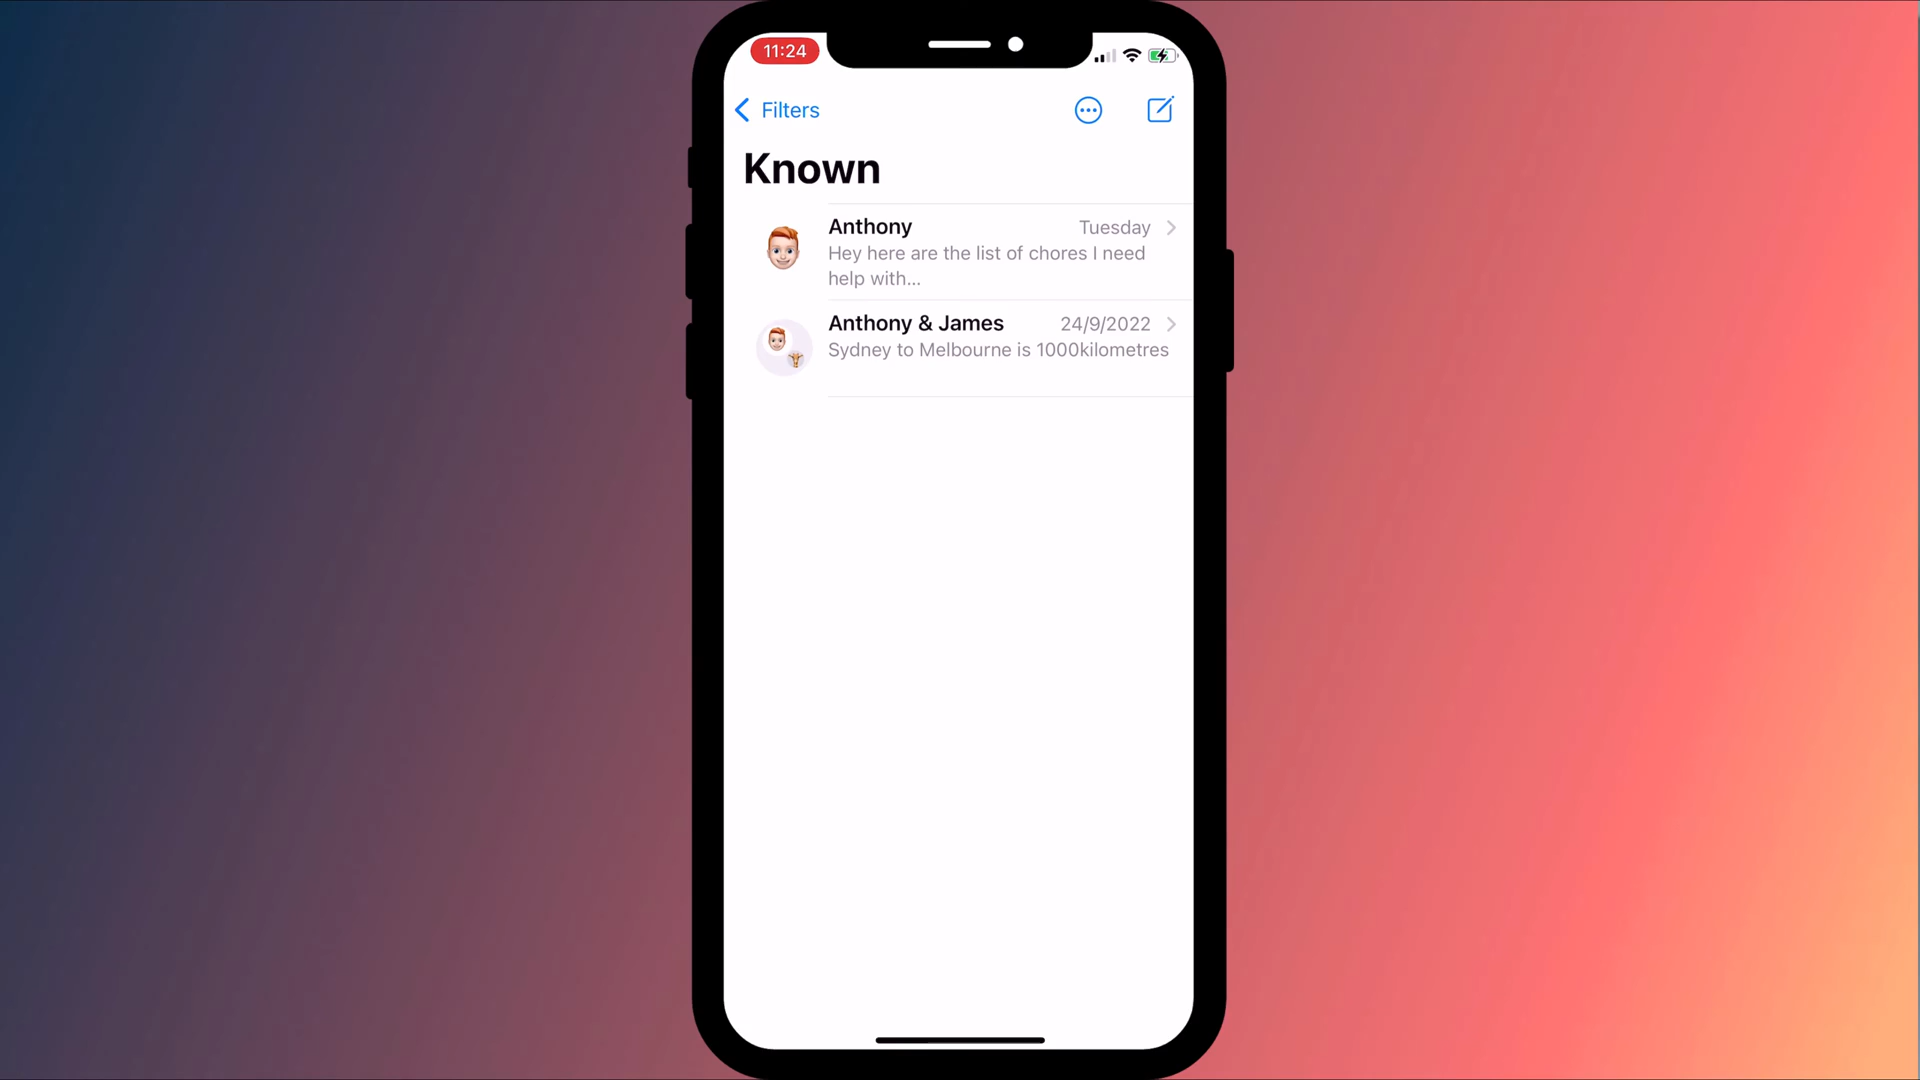 11:24
Filters
Known
Anthony
Tuesday
Hey here are the list of chores I need
help with...
Anthony & James
24/9/2022
Sydney to Melbourne is 1000kilometres